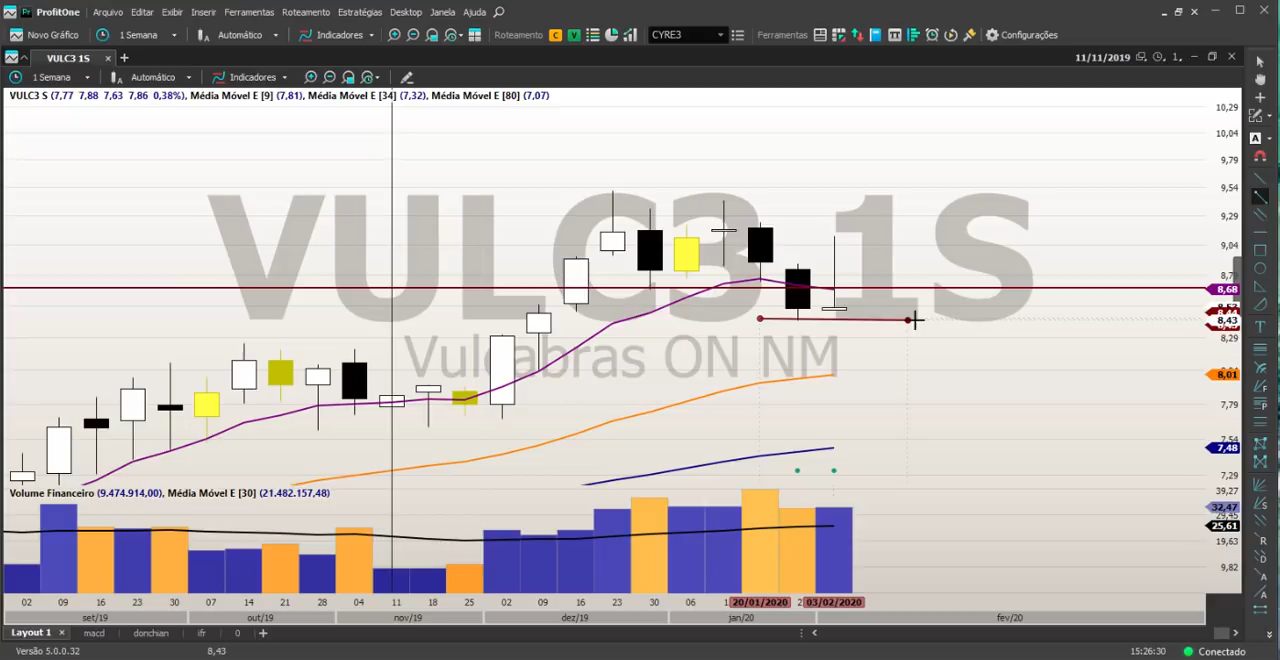 ProfitOne Arquivo Editar Exibir Inserir Ferramentas Roteamento Estratégias Desktop Janela Ajuda
Novo Gráfico 1 Semana Automático Indicadores Roteamento C V CYRE3 Ferramentas Configurações
VULC3 1S 11/11/2019
1 Semana Automático Indicadores
VULC3 S (7,77 7,88 7,63 7,86 0,38%), Média Móvel E [9] (7,81), Média Móvel E [34] (7,32), Média Móvel E [80] (7,07)
10,29
10,04
9,79
9,54
9,29
9,04
8,68
8,43
8,29
8,01
7,79
7,54
7,48
7,29
VULC3 1S
Vulcabras ON NM
Volume Financeiro (9.474.914,00), Média Móvel E [30] (21.482.157,48)
39,27
32,47
25,61
19,63
9,82
02 09 16 23 30 07 14 21 28 04 11 18 25 02 09 16 23 30 06 20/01/2020 03/02/2020
set/19 out/19 nov/19 dez/19 jan/20 fev/20
Layout 1 macd donchian ifr 0
Versão 5.0.0.32 8,43 15:26:30 Conectado